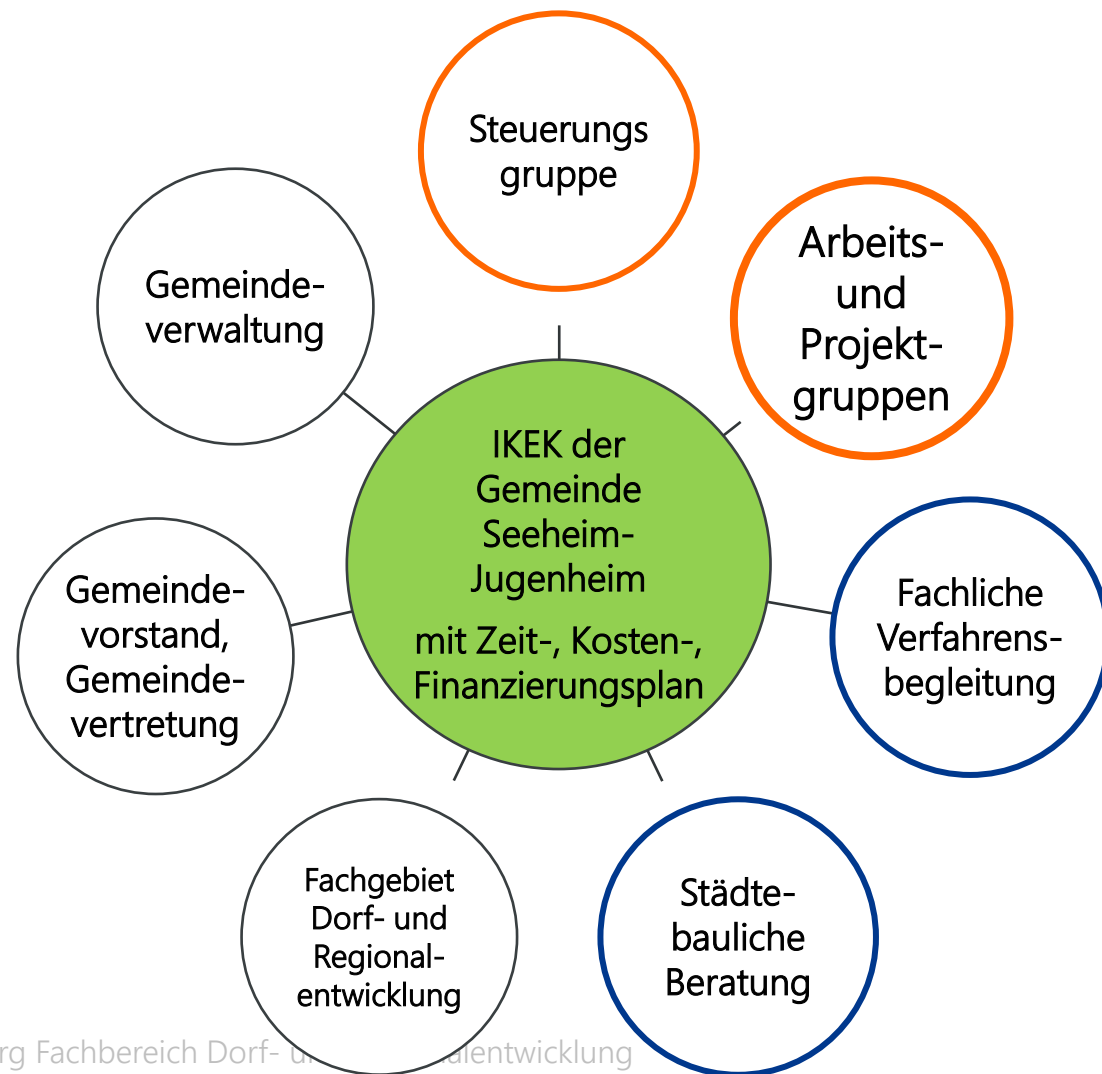 Steuerungs
gruppe
Arbeits-
und
Projekt-
gruppen
Gemeinde-
verwaltung
IKEK der
Gemeinde
Seeheim-
Jugenheim
mit Zeit-, Kosten-,
Finanzierungsplan
Fachliche
Verfahrens-
begleitung
Gemeinde-
vorstand,
Gemeinde-
vertretung
Städte-
bauliche
Beratung
Fachgebiet
Dorf- und
Regional-
entwicklung
Fachbereich Dorf-